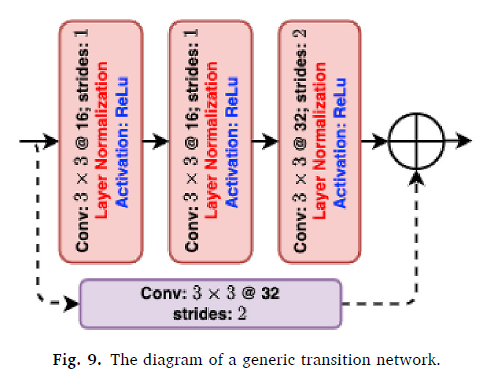 Conv: 3 × 3 @ 16; strides: 1
Layer Normalization
Activation: ReLu
Conv: 3 × 3 @ 16; strides: 1
Layer Normalization
Activation: ReLu
Conv: 3 × 3 @ 32; strides: 2
Layer Normalization
Activation: ReLu
Conv: 3 × 3 @ 32
strides: 2
Fig. 9. The diagram of a generic transition network.